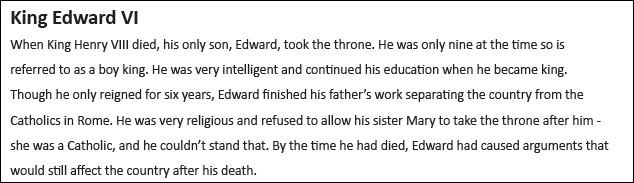 King Edward VI
When King Henry VIII died, his only son, Edward, took the throne. He was only nine at the time so is
referred to as a boy king. He was very intelligent and continued his education when he became king.
Though he only reigned for six years, Edward finished his father’s work separating the country from the
Catholics in Rome. He was very religious and refused to allow his sister Mary to take the throne after him -
she was a Catholic, and he couldn’t stand that. By the time he had died, Edward had caused arguments that
would still affect the country after his death.